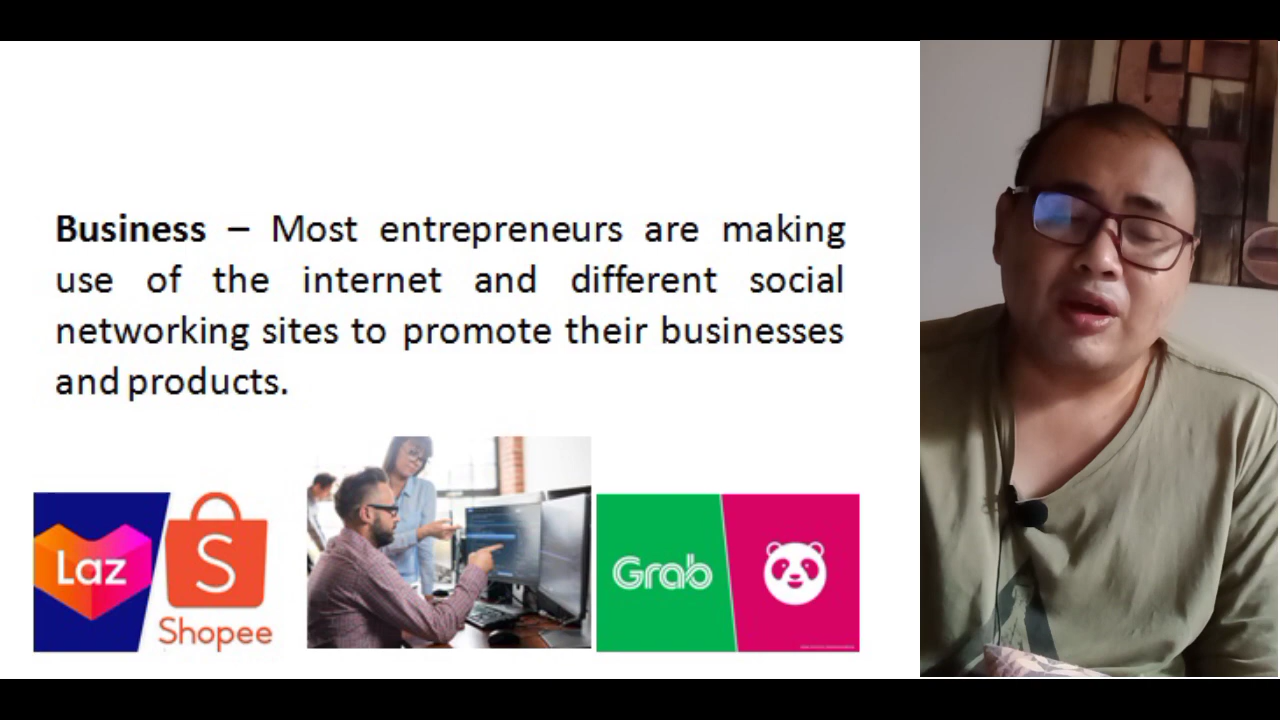 Business – Most entrepreneurs are making
use of the internet and different social
networking sites to promote their businesses
and products.
Laz
S
Shopee
Grab